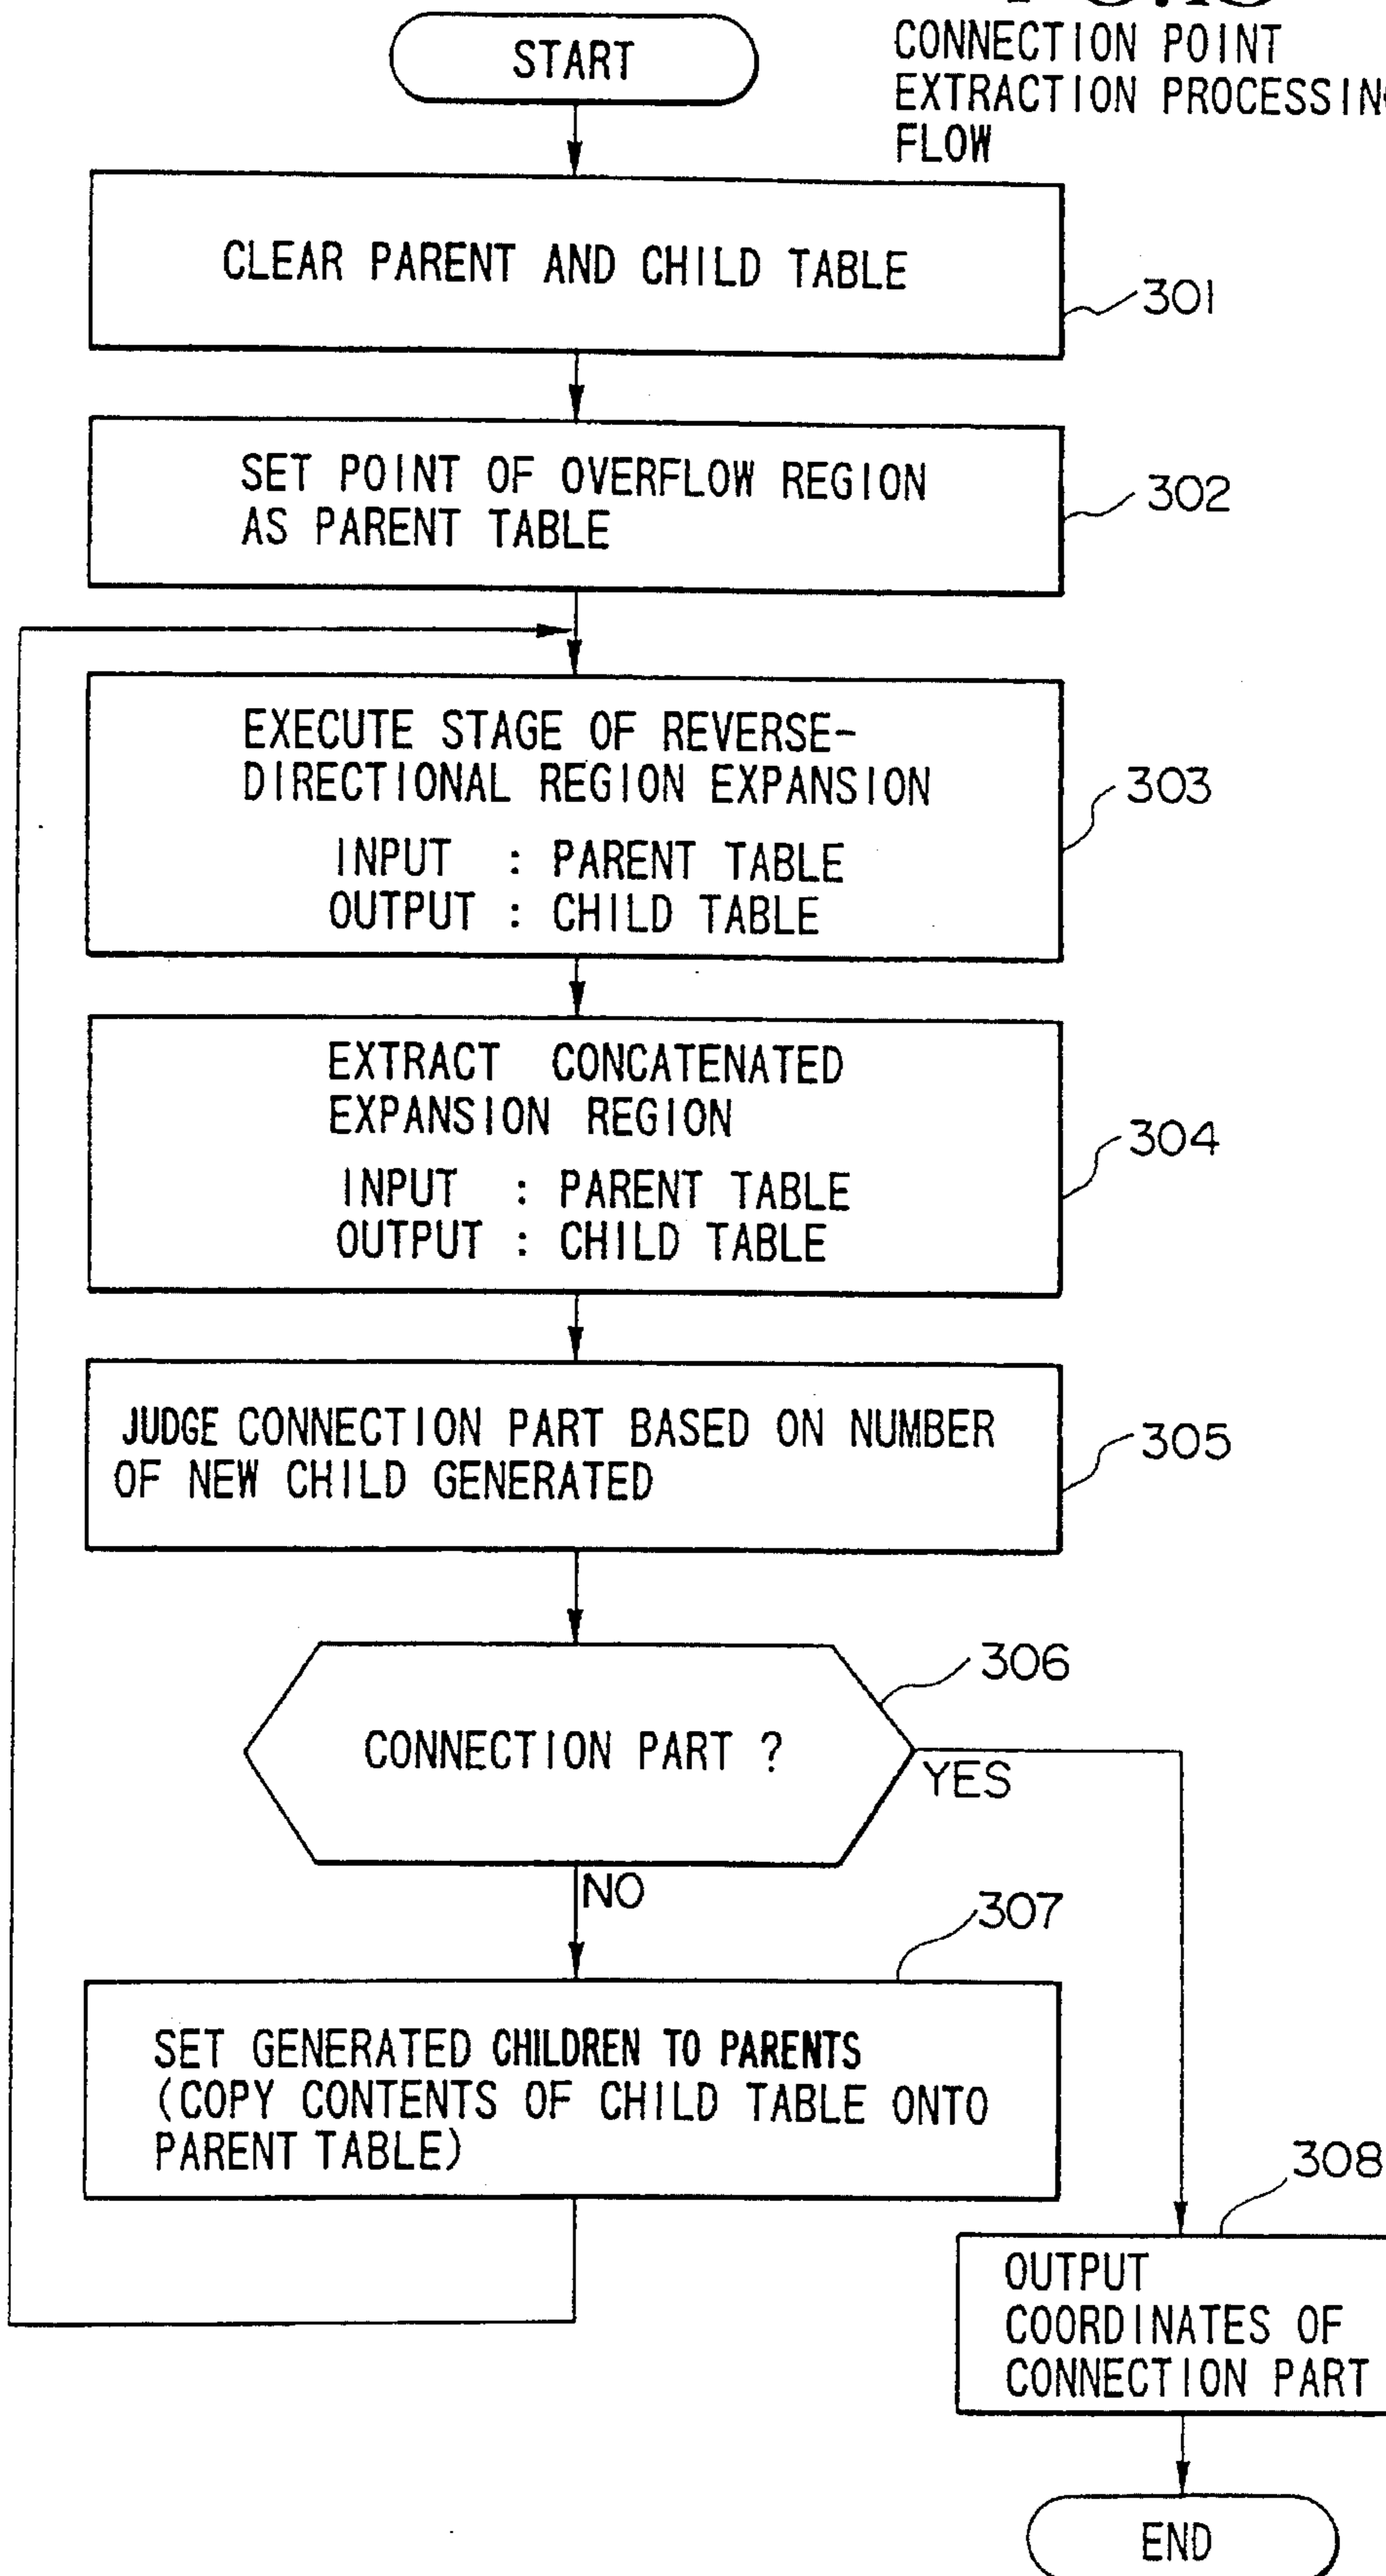 CONNECTION POINT
EXTRACTION PROCESSING
FLOW
START
CLEAR PARENT AND CHILD TABLE
301
SET POINT OF OVERFLOW REGION
AS PARENT TABLE
302
EXECUTE STAGE OF REVERSE-
DIRECTIONAL REGION EXPANSION
INPUT : PARENT TABLE
OUTPUT : CHILD TABLE
303
EXTRACT CONCATENATED
EXPANSION REGION
INPUT : PARENT TABLE
OUTPUT : CHILD TABLE
304
JUDGE CONNECTION PART BASED ON NUMBER
OF NEW CHILD GENERATED
305
CONNECTION PART ?
306
YES
NO
307
SET GENERATED CHILDREN TO PARENTS
(COPY CONTENTS OF CHILD TABLE ONTO
PARENT TABLE)
308
OUTPUT
COORDINATES OF
CONNECTION PART
END